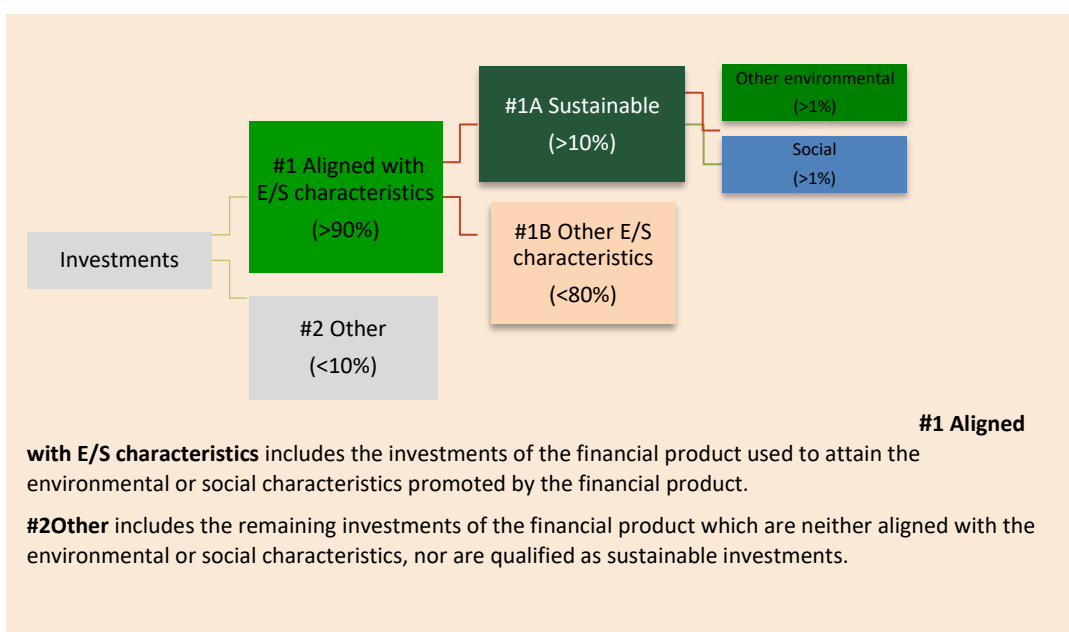 Investments
#1 Aligned with
E/S characteristics
(>90%)
#2 Other
(<10%)
#1A Sustainable
(>10%)
#1B Other E/S
characteristics
(<80%)
Other environmental
(>1%)
Social
(>1%)
#1 Aligned
with E/S characteristics includes the investments of the financial product used to attain the
environmental or social characteristics promoted by the financial product.
#2Other includes the remaining investments of the financial product which are neither aligned with the
environmental or social characteristics, nor are qualified as sustainable investments.